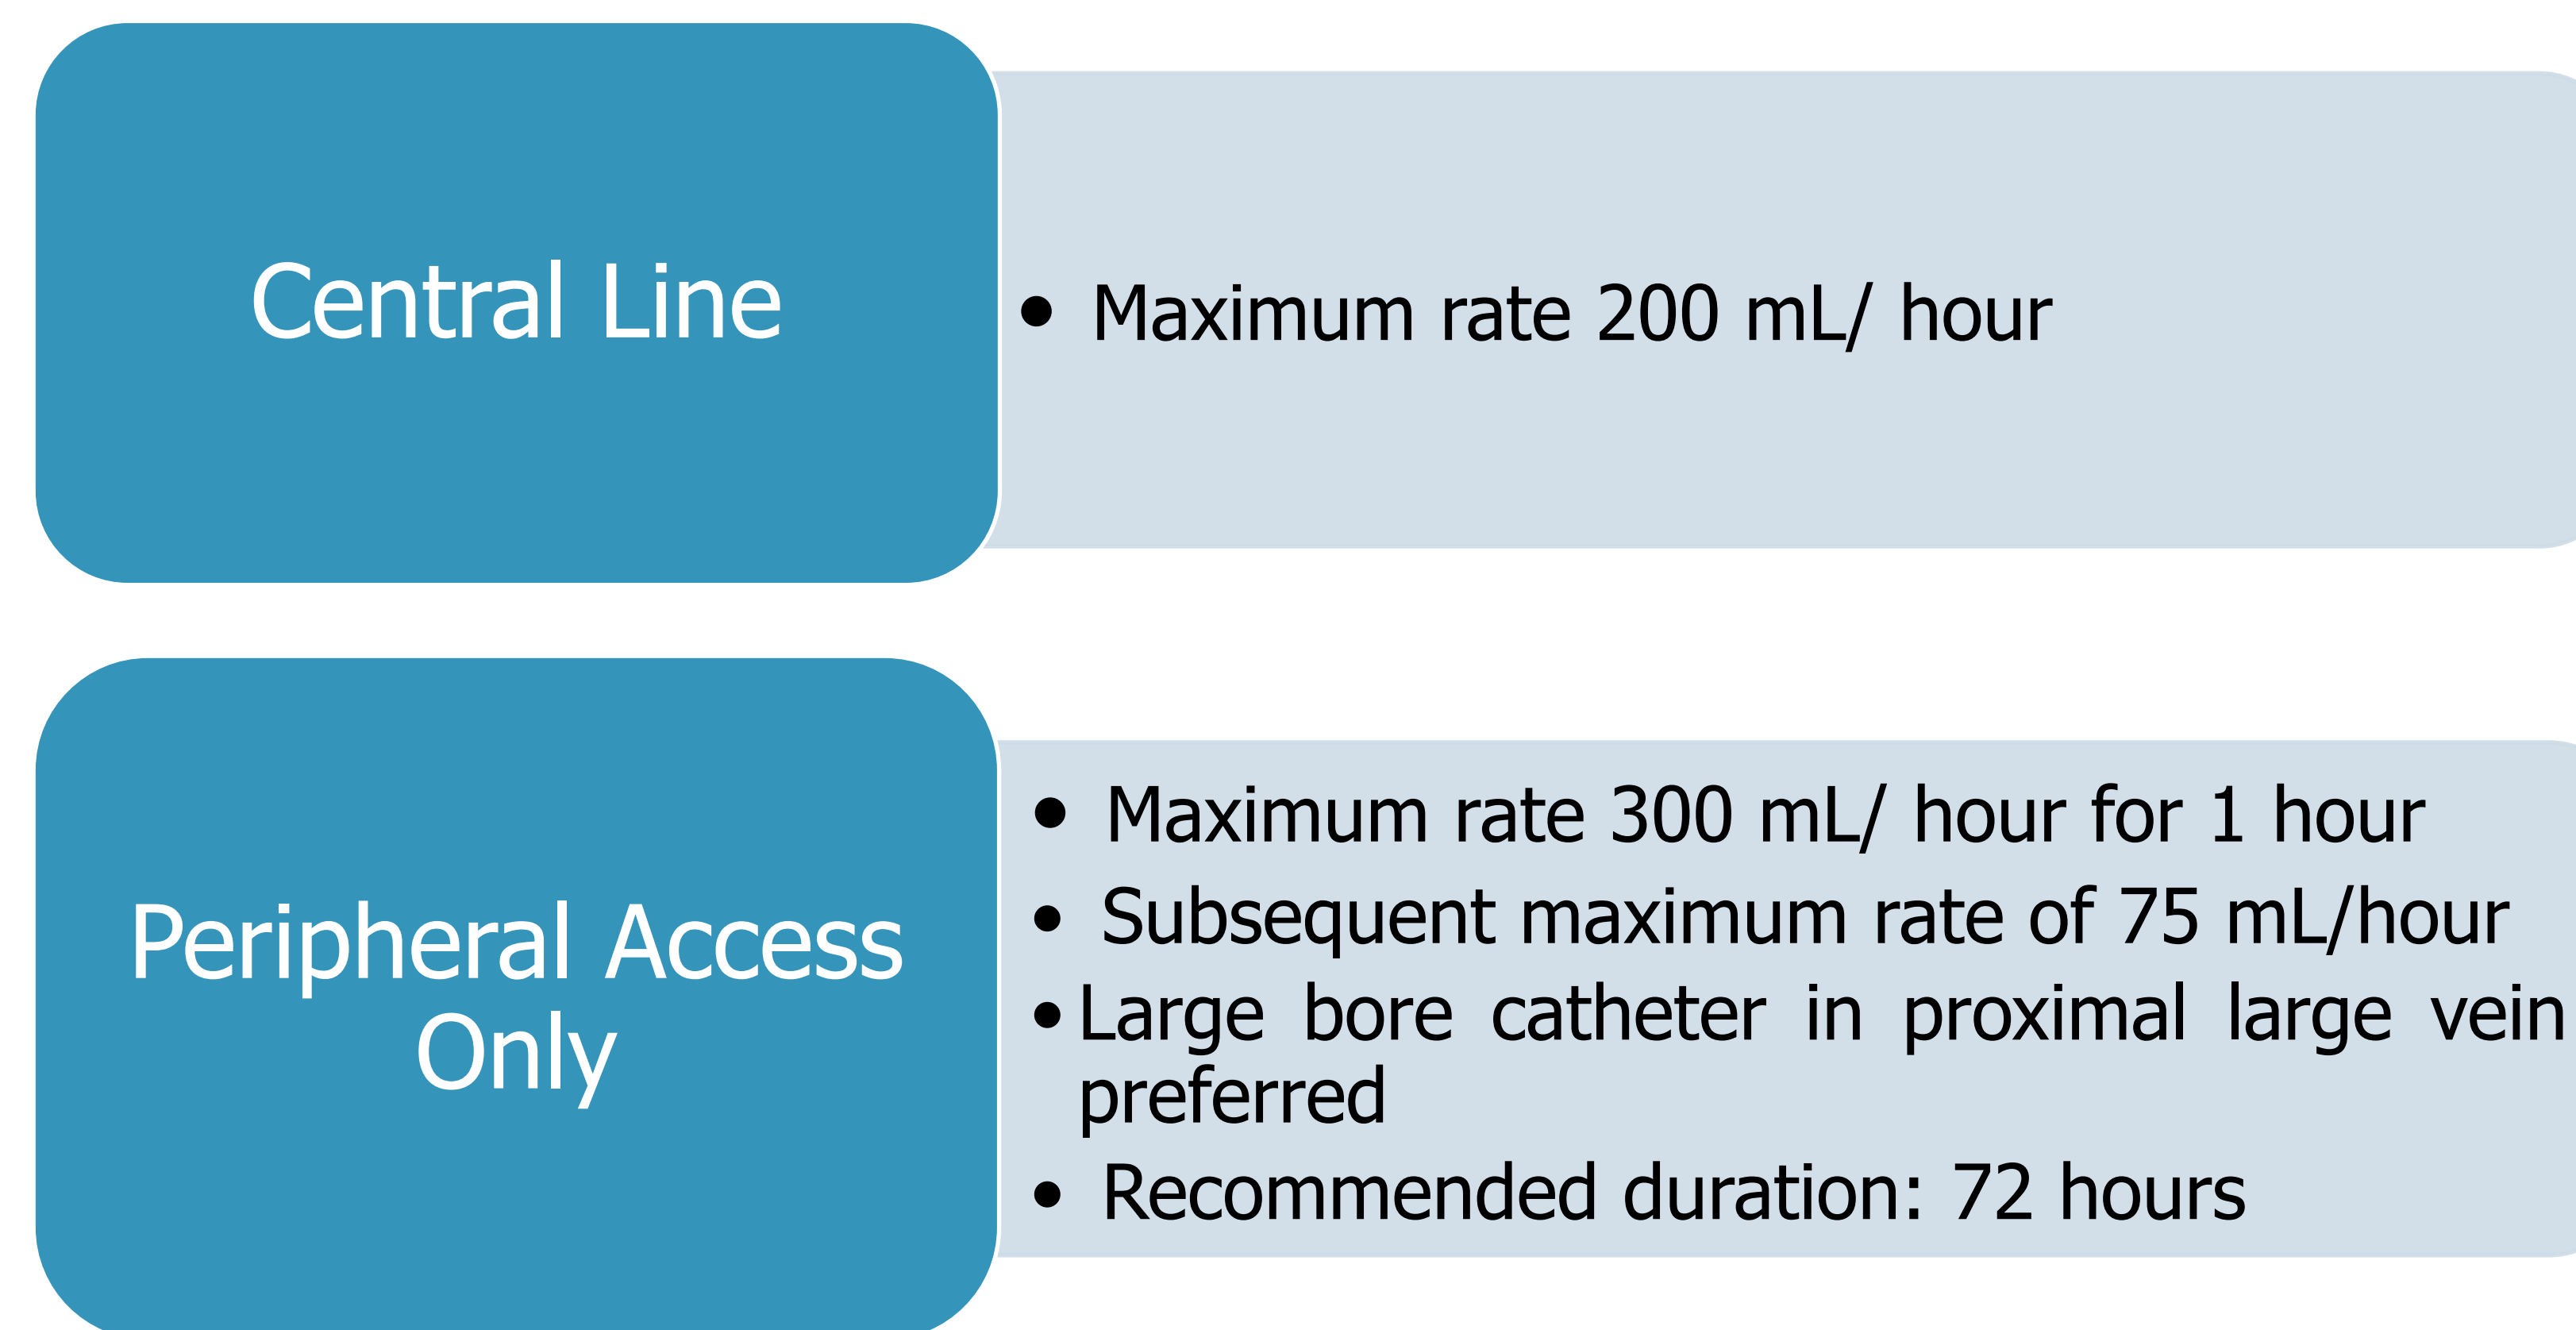 Central Line
• Maximum rate 200 mL/ hour
Peripheral Access
Only
• Maximum rate 300 mL/ hour for 1 hour
• Subsequent maximum rate of 75 mL/hour
• Large bore catheter in proximal large vein
preferred
• Recommended duration: 72 hours